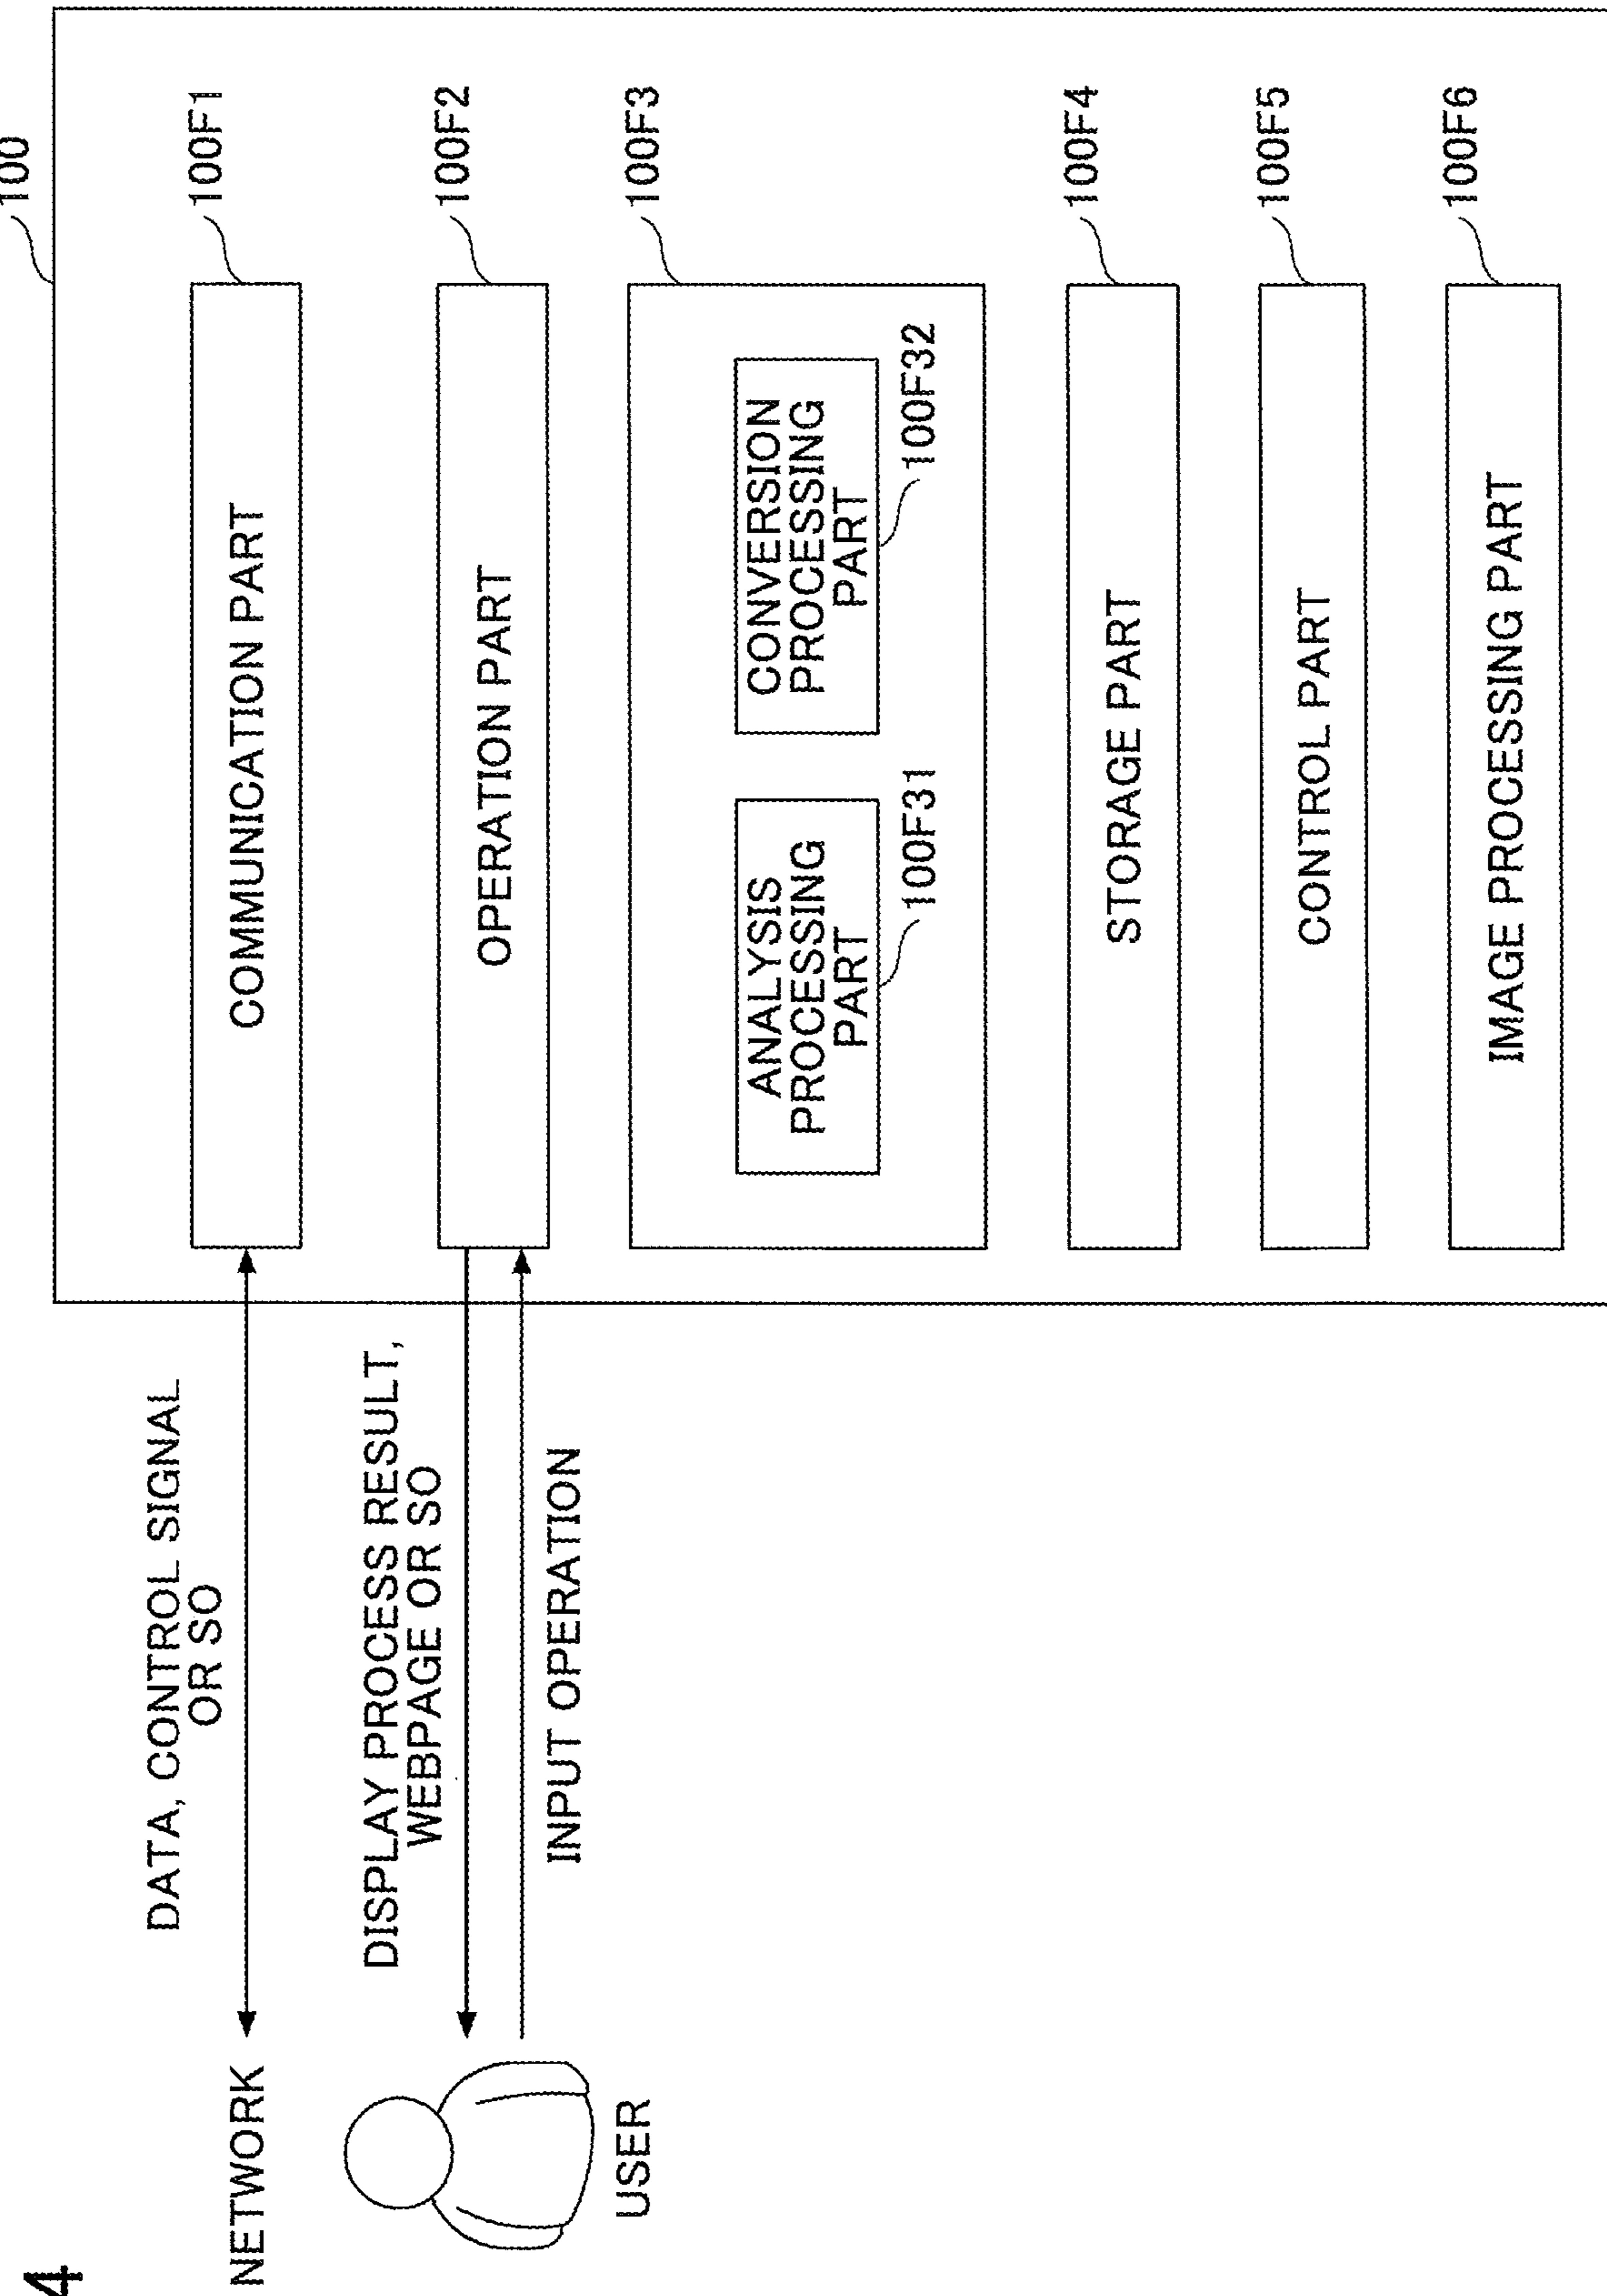 4
100
NETWORK
DATA, CONTROL SIGNAL
OR SO
COMMUNICATION PART
100F1
DISPLAY PROCESS RESULT,
WEBPAGE OR SO
INPUT OPERATION
USER
OPERATION PART
100F2
100F3
ANALYSIS
PROCESSING
PART
100F31
CONVERSION
PROCESSING
PART
100F32
STORAGE PART
100F4
CONTROL PART
100F5
IMAGE PROCESSING PART
100F6